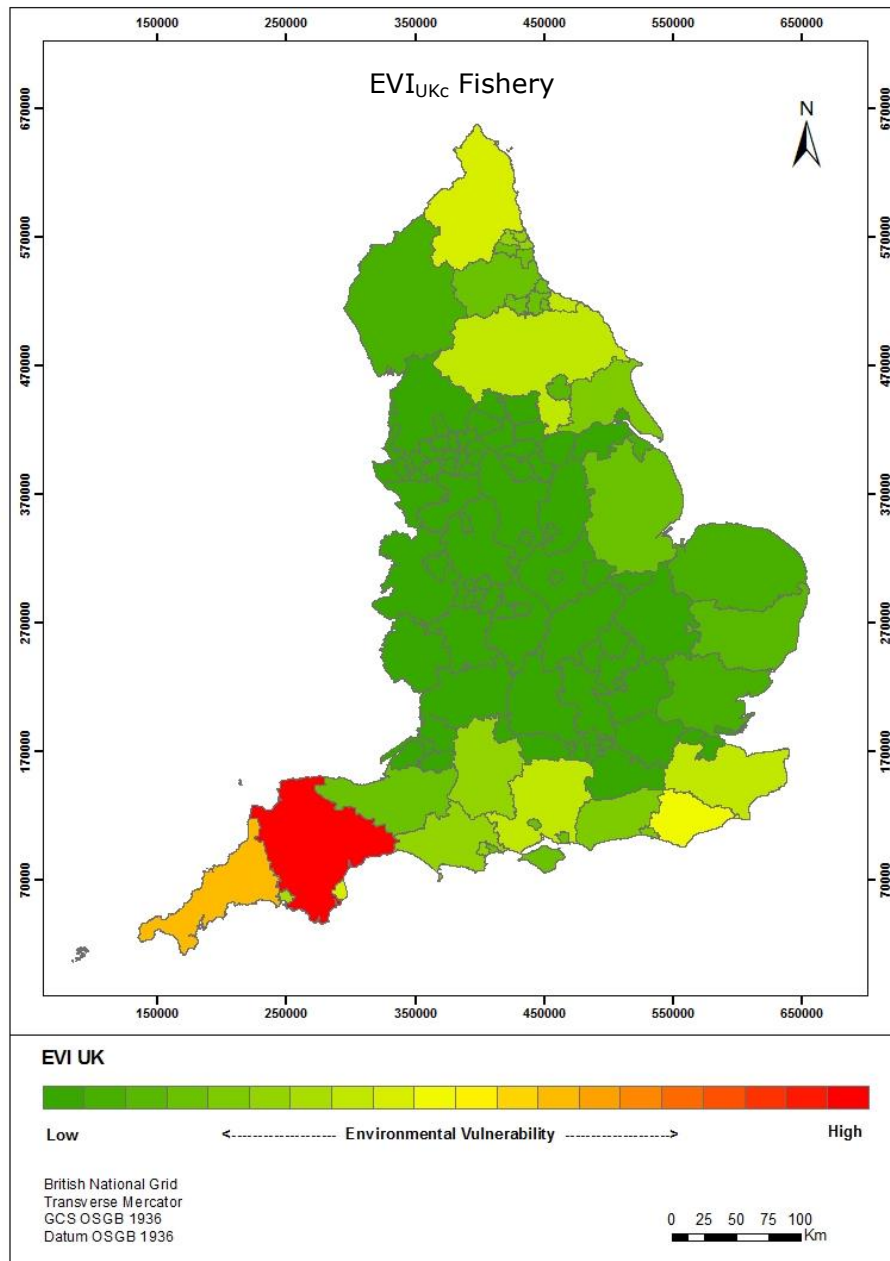 150000 250000 350000 450000 550000 650000
EVIUKc Fishery
N
670000 670000
570000 570000
470000 470000
370000 370000
270000 270000
170000 170000
70000 70000
150000 250000 350000 450000 550000 650000
EVI UK
Low <-------------------- Environmental Vulnerability -------------------> High
British National Grid
Transverse Mercator
GCS OSGB 1936
Datum OSGB 1936
0 25 50 75 100
Km